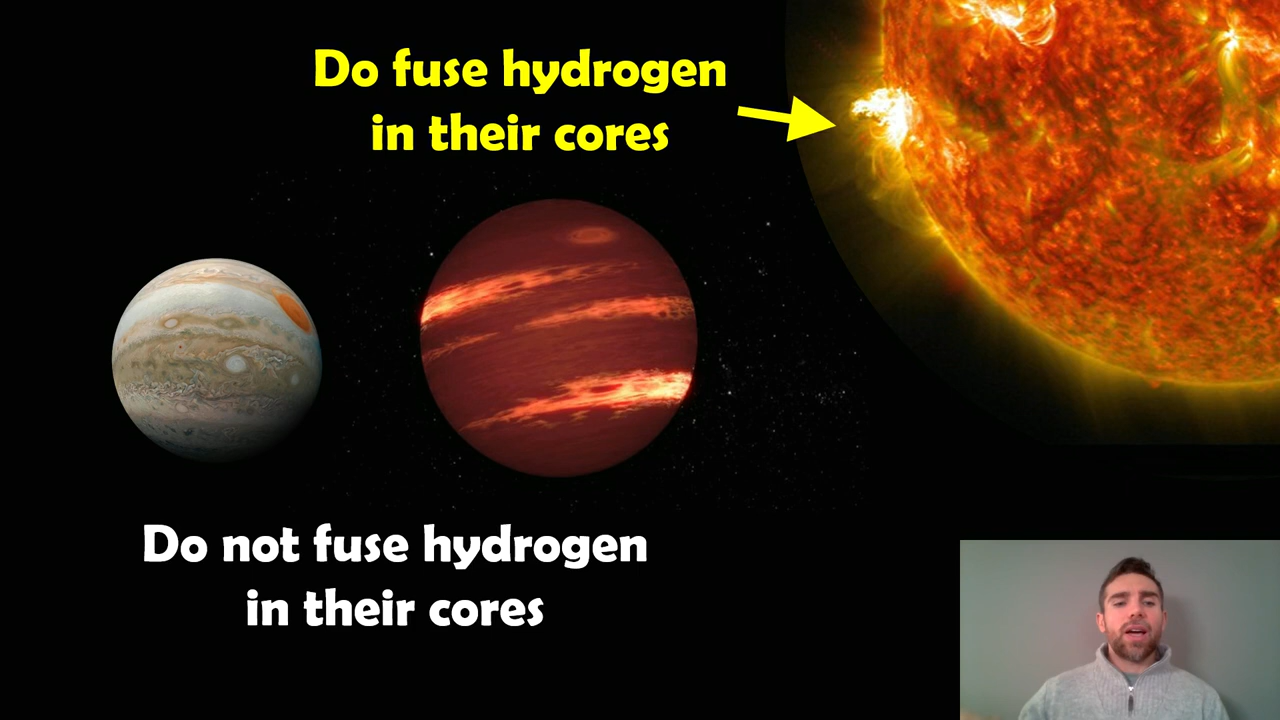 Do fuse hydrogen
in their cores
Do not fuse hydrogen
in their cores